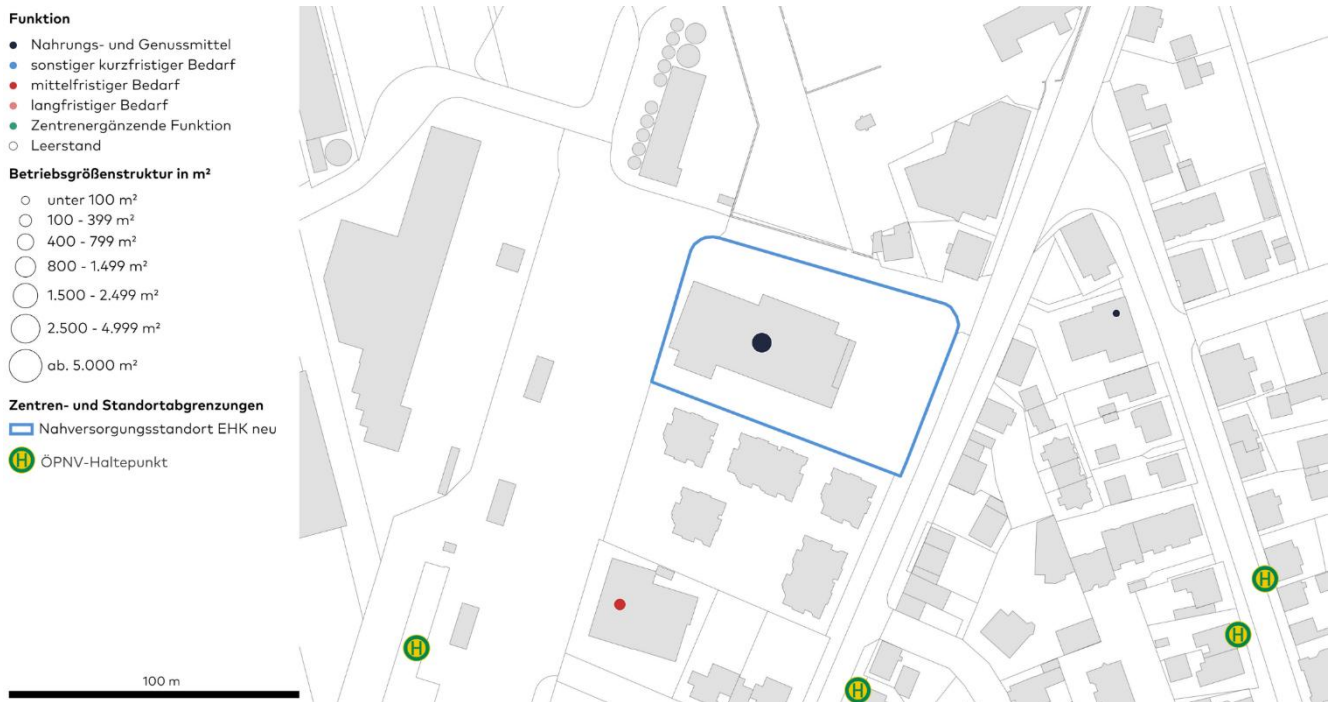 Funktion
Nahrungs- und Genussmittel
sonstiger kurzfristiger Bedarf
mittelfristiger Bedarf
langfristiger Bedarf
Zentrenergänzende Funktion
Leerstand
Betriebsgrößenstruktur in m²
unter 100 m²
100 - 399 m²
400 - 799 m²
800 - 1.499 m²
1.500 - 2.499 m²
2.500 - 4.999 m²
ab. 5.000 m²
Zentren- und Standortabgrenzungen
Nahversorgungsstandort EHK neu
H ÖPNV-Haltepunkt
100 m
H
H
H
H